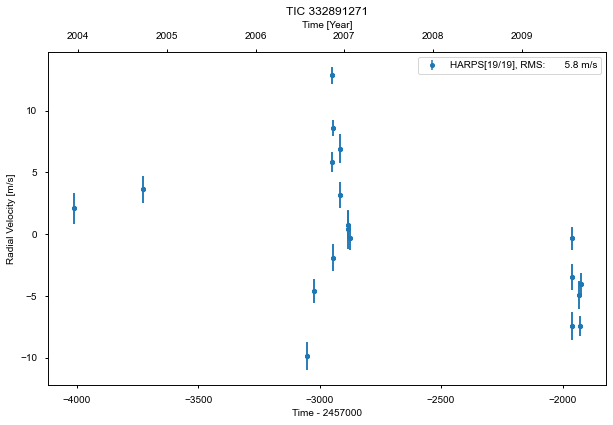 TIC 332891271
Time [Year]
2004 2005 2006 2007 2008 2009
HARPS[19/19], RMS: 5.8 m/s
Radial Velocity [m/s]
10
5
0
−5
−10
−4000 −3500 −3000 −2500 −2000
Time - 2457000